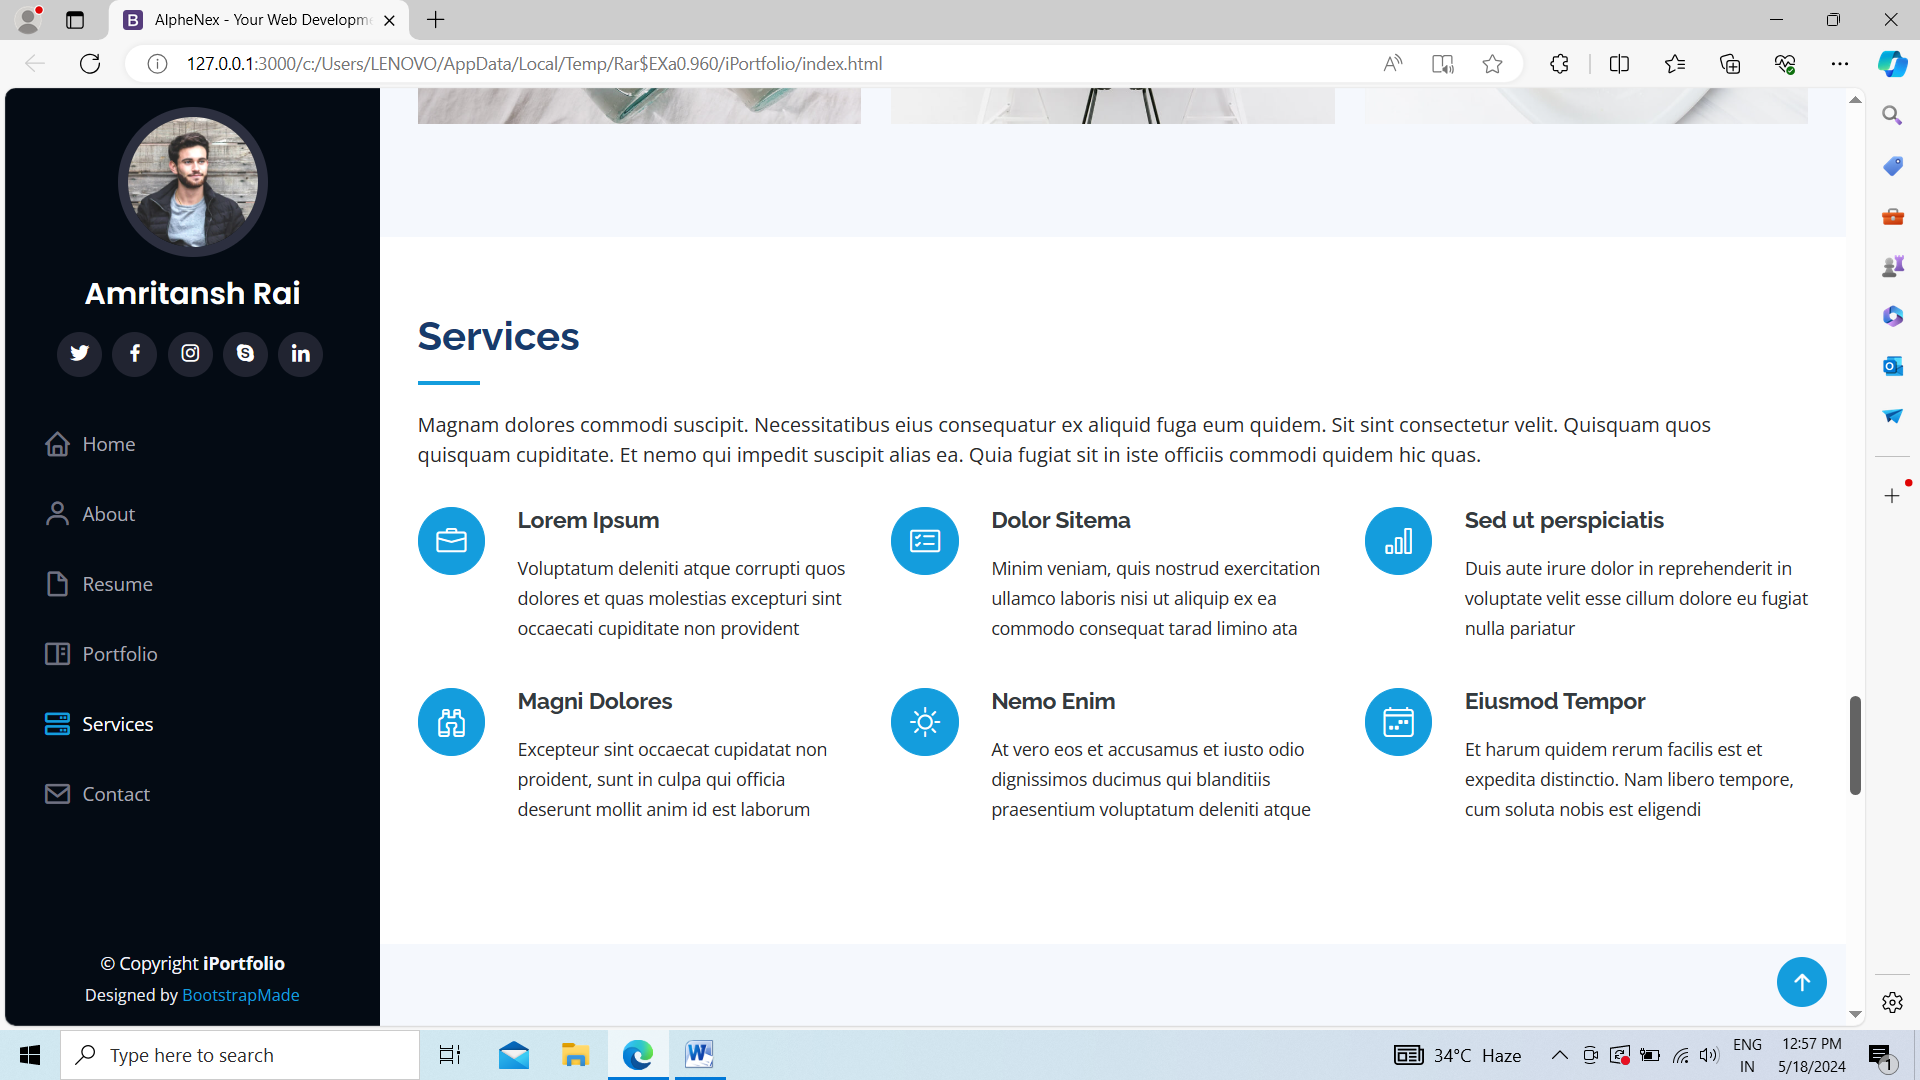 AlpheNex - Your Web Developme
127.0.0.1:3000/c:/Users/LENOVO/AppData/Local/Temp/Rar$EXa0.960/iPortfolio/index.html
Amritansh Rai
Home
About
Resume
Portfolio
Services
Contact
© Copyright iPortfolio
Designed by BootstrapMade
Services
Magnam dolores commodi suscipit. Necessitatibus eius consequatur ex aliquid fuga eum quidem. Sit sint consectetur velit. Quisquam quos
quisquam cupiditate. Et nemo qui impedit suscipit alias ea. Quia fugiat sit in iste officiis commodi quidem hic quas.
Lorem Ipsum
Voluptatum deleniti atque corrupti quos
dolores et quas molestias excepturi sint
occaecati cupiditate non provident
Dolor Sitema
Minim veniam, quis nostrud exercitation
ullamco laboris nisi ut aliquip ex ea
commodo consequat tarad limino ata
Sed ut perspiciatis
Duis aute irure dolor in reprehenderit in
voluptate velit esse cillum dolore eu fugiat
nulla pariatur
Magni Dolores
Excepteur sint occaecat cupidatat non
proident, sunt in culpa qui officia
deserunt mollit anim id est laborum
Nemo Enim
At vero eos et accusamus et iusto odio
dignissimos ducimus qui blanditiis
praesentium voluptatum deleniti atque
Eiusmod Tempor
Et harum quidem rerum facilis est et
expedita distinctio. Nam libero tempore,
cum soluta nobis est eligendi
Type here to search
34°C Haze
ENG
IN
12:57 PM
5/18/2024
1